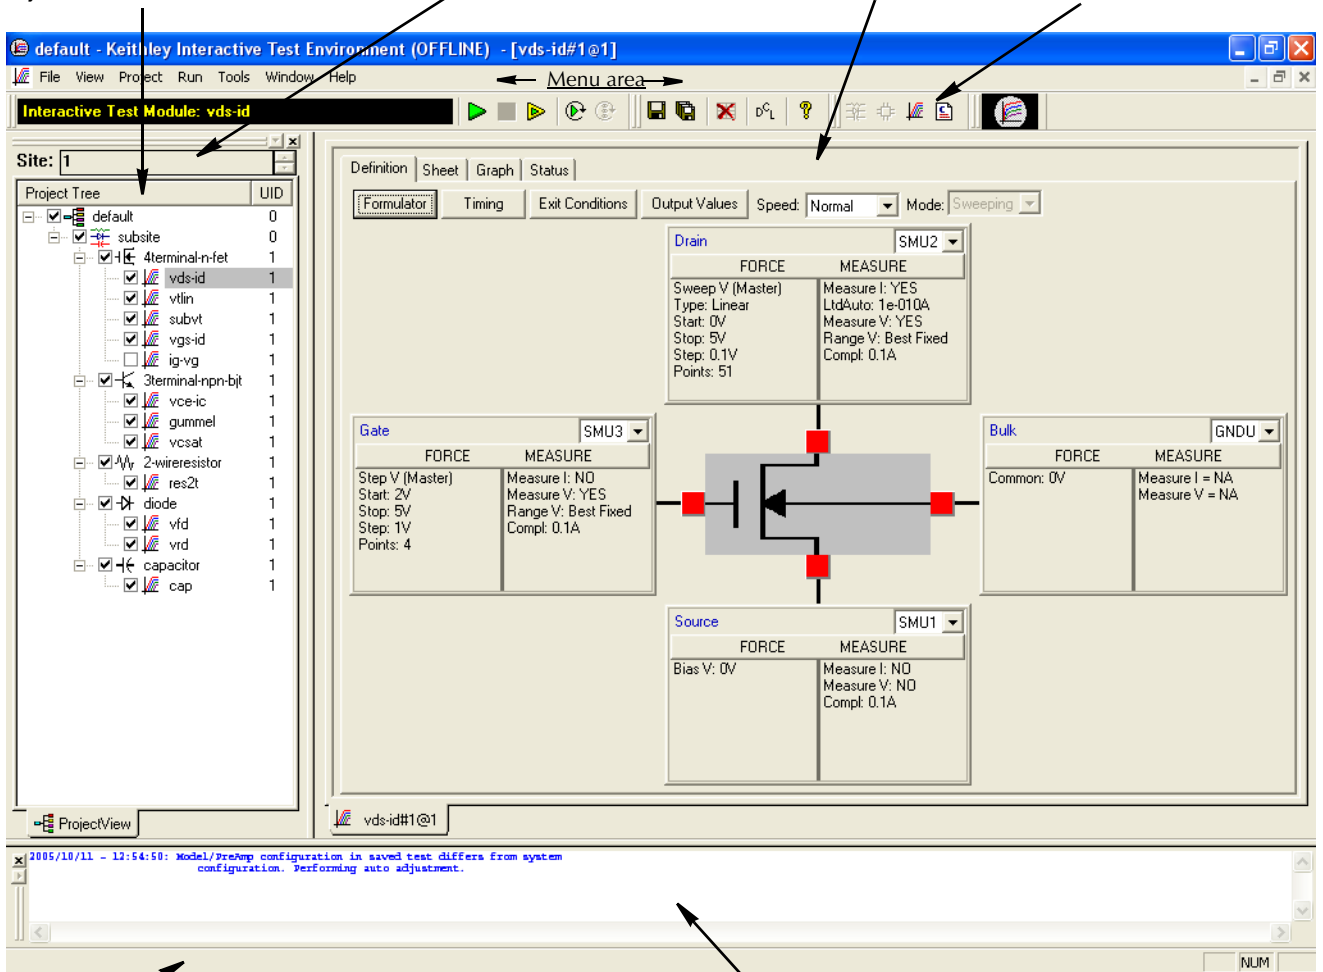 default - Keithley Interactive Test Environment (OFFLINE) - [vds-id#1@1]
File View Project Run Tools Window Help
Menu area
Interactive Test Module: vds-id
Site: 1
Project Tree UID
default 0
subsite 0
4terminal-n-fet 1
vds-id 1
vtlin 1
subvt 1
vgs-id 1
ig-vg 1
3terminal-npn-bjt 1
vce-ic 1
gummel 1
vcsat 1
2-wireresistor 1
res2t 1
diode 1
vfd 1
vrd 1
capacitor 1
cap 1
ProjectView
Definition Sheet Graph Status
Formulator Timing Exit Conditions Output Values Speed: Normal Mode: Sweeping
Drain SMU2
FORCE MEASURE
Sweep V (Master)
Type: Linear
Start: 0V
Stop: 5V
Step: 0.1V
Points: 51
Measure I: YES
LtdAuto: 1e-010A
Measure V: YES
Range V: Best Fixed
Compl: 0.1A
Gate SMU3
FORCE MEASURE
Step V (Master)
Start: 2V
Stop: 5V
Step: 1V
Points: 4
Measure I: NO
Measure V: YES
Range V: Best Fixed
Compl: 0.1A
Bulk GNDU
FORCE MEASURE
Common: 0V
Measure I = NA
Measure V = NA
Source SMU1
FORCE MEASURE
Bias V: 0V
Measure I: NO
Measure V: NO
Compl: 0.1A
vds-id#1@1
2005/10/11 - 12:54:50: Model/PreAmp configuration in saved test differs from system
configuration. Performing auto adjustment.
NUM